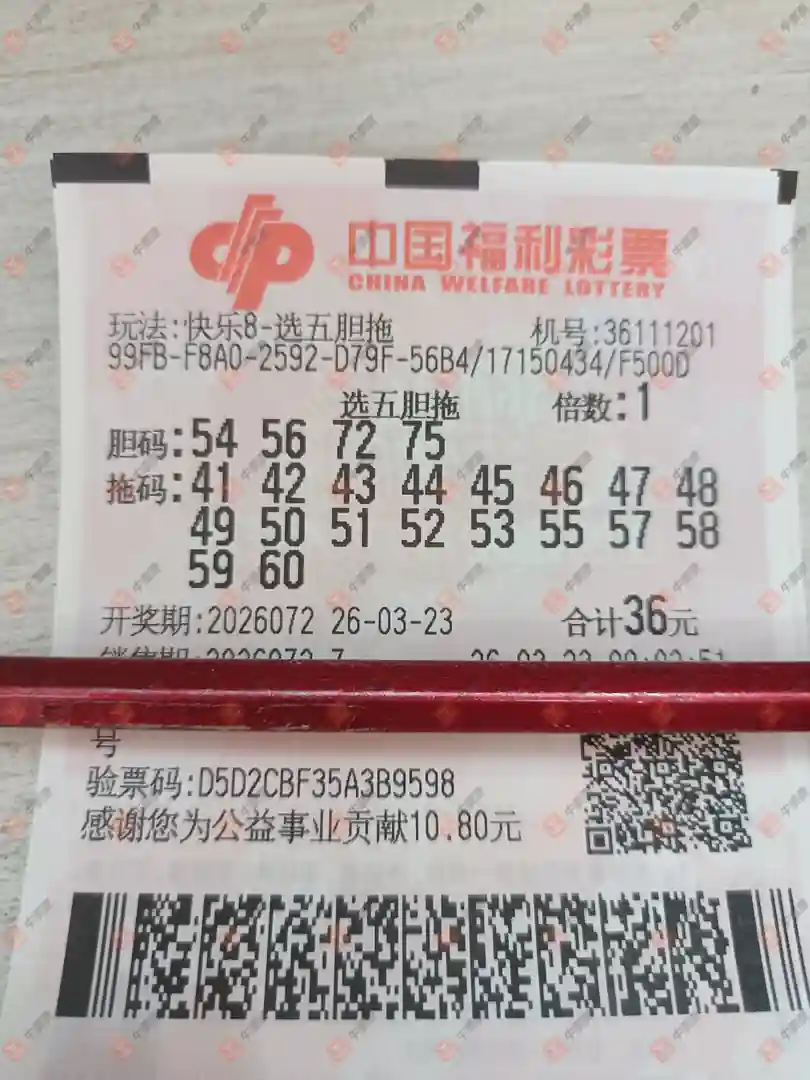 中国福利彩票
CHINA WELFARE LOTTERY
玩法:快乐8-选五胆拖 机号:36111201
99FB-F8A0-2592-D79F-56B4/17150434/F500D
选五胆拖 倍数:1
胆码:54 56 72 75
拖码:41 42 43 44 45 46 47 48
49 50 51 52 53 55 57 58
59 60
开奖期:2026072 26-03-23 合计36元
号
验票码:D5D2CBF35A3B9598
感谢您为公益事业贡献10.80元